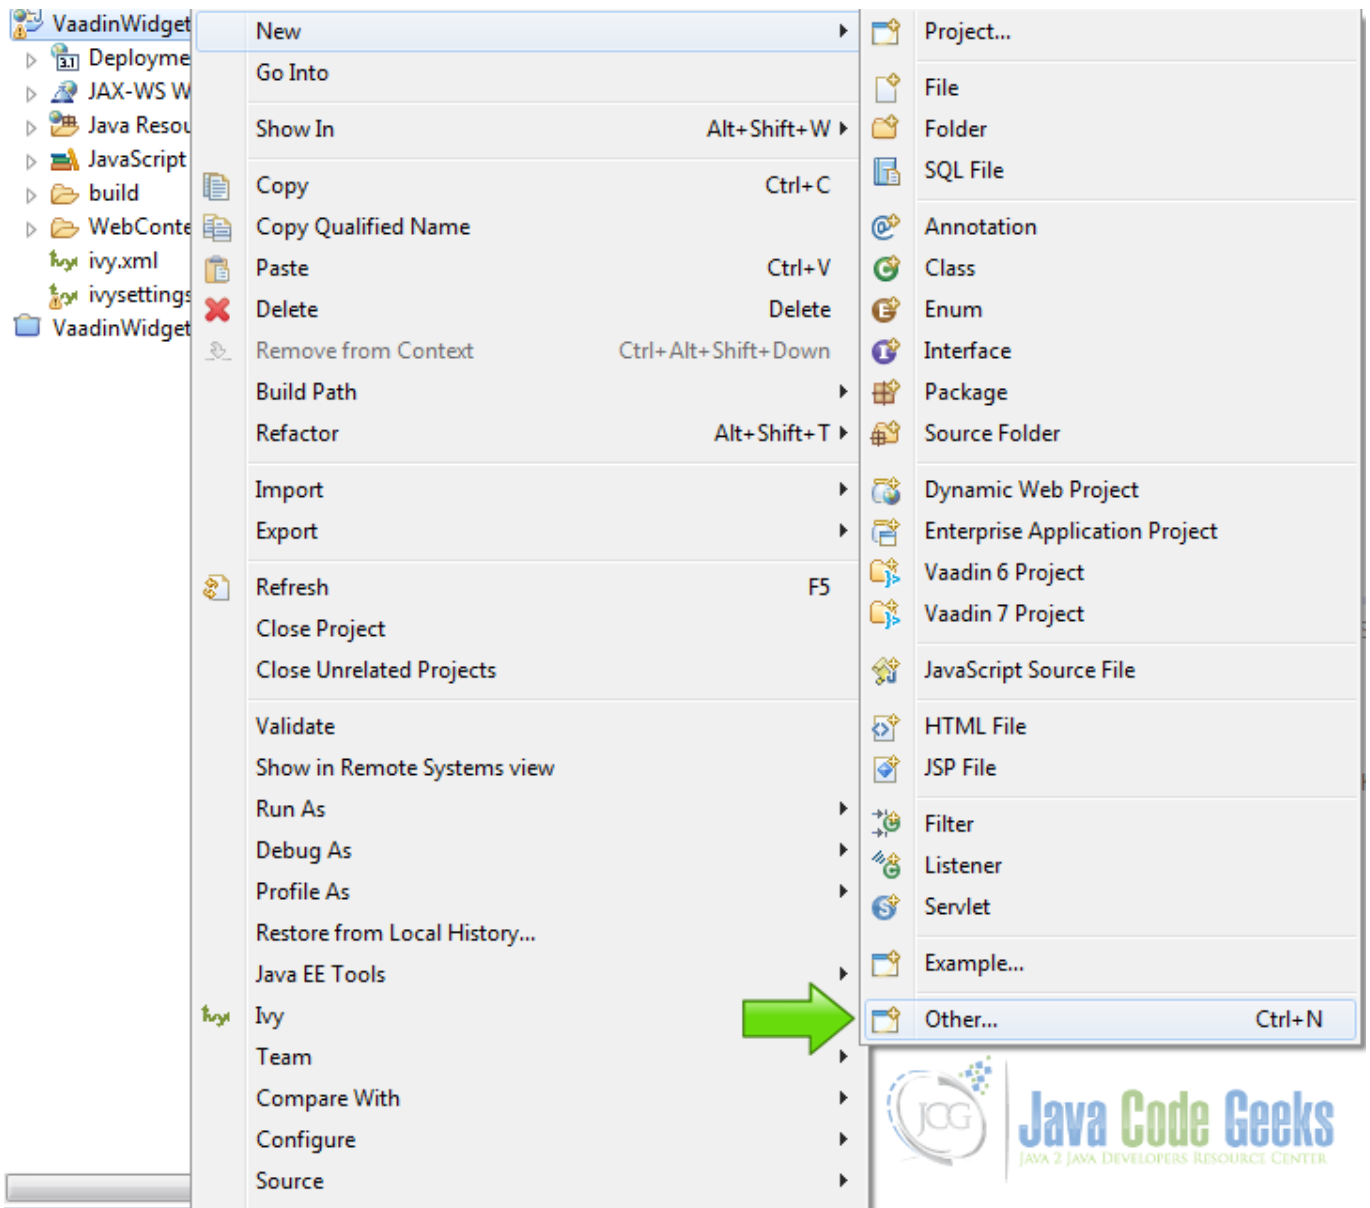 VaadinWidget
Deployme
JAX-WS W
Java Resou
JavaScript
build
WebConte
ivy.xml
ivysettings
VaadinWidget
New
Go Into
Show In Alt+Shift+W
Copy Ctrl+C
Copy Qualified Name
Paste Ctrl+V
Delete Delete
Remove from Context Ctrl+Alt+Shift+Down
Build Path
Refactor Alt+Shift+T
Import
Export
Refresh F5
Close Project
Close Unrelated Projects
Validate
Show in Remote Systems view
Run As
Debug As
Profile As
Restore from Local History...
Java EE Tools
Ivy
Team
Compare With
Configure
Source
Project...
File
Folder
SQL File
Annotation
Class
Enum
Interface
Package
Source Folder
Dynamic Web Project
Enterprise Application Project
Vaadin 6 Project
Vaadin 7 Project
JavaScript Source File
HTML File
JSP File
Filter
Listener
Servlet
Example...
Other... Ctrl+N
JCG
Java Code Geeks
JAVA 2 JAVA DEVELOPERS RESOURCE CENTER